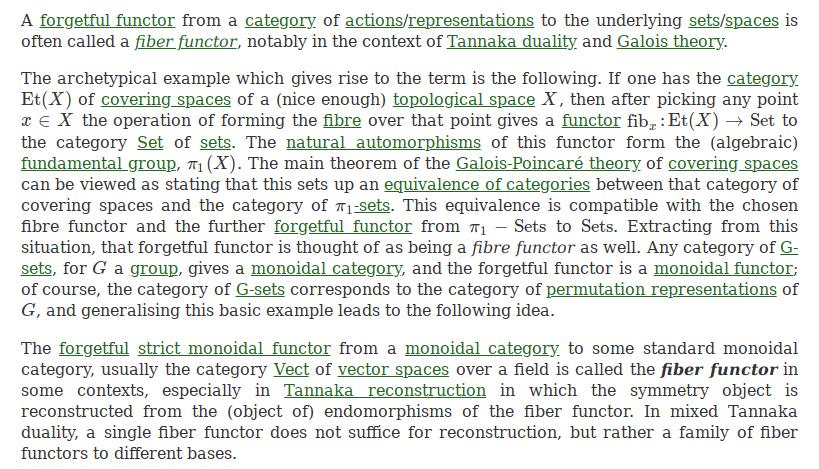 A forgetful functor from a category of actions/representations to the underlying sets/spaces is
often called a fiber functor, notably in the context of Tannaka duality and Galois theory.
The archetypical example which gives rise to the term is the following. If one has the category
Et(X) of covering spaces of a (nice enough) topological space X, then after picking any point
x ∈ X the operation of forming the fibre over that point gives a functor fibₓ: Et(X) → Set to
the category Set of sets. The natural automorphisms of this functor form the (algebraic)
fundamental group, π₁(X). The main theorem of the Galois-Poincaré theory of covering spaces
can be viewed as stating that this sets up an equivalence of categories between that category of
covering spaces and the category of π₁-sets. This equivalence is compatible with the chosen
fibre functor and the further forgetful functor from π₁ − Sets to Sets. Extracting from this
situation, that forgetful functor is thought of as being a fibre functor as well. Any category of G-
sets, for G a group, gives a monoidal category, and the forgetful functor is a monoidal functor;
of course, the category of G-sets corresponds to the category of permutation representations of
G, and generalising this basic example leads to the following idea.
The forgetful strict monoidal functor from a monoidal category to some standard monoidal
category, usually the category Vect of vector spaces over a field is called the fiber functor in
some contexts, especially in Tannaka reconstruction in which the symmetry object is
reconstructed from the (object of) endomorphisms of the fiber functor. In mixed Tannaka
duality, a single fiber functor does not suffice for reconstruction, but rather a family of fiber
functors to different bases.